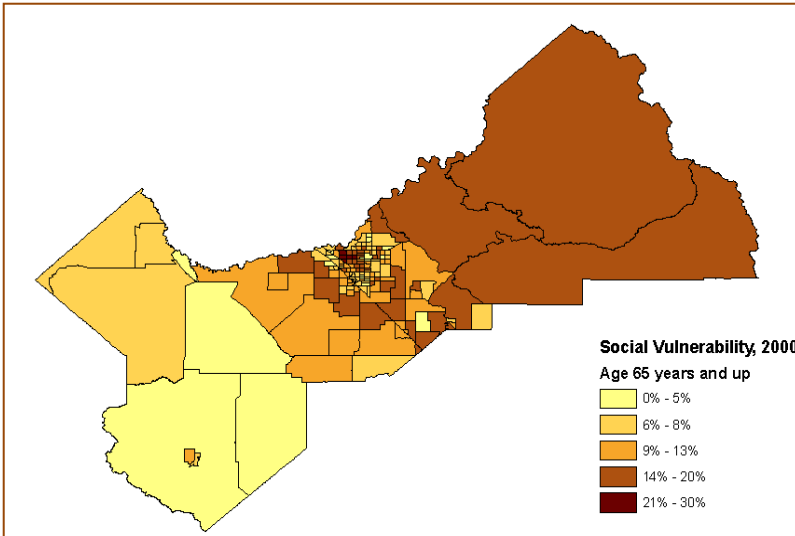 Social Vulnerability, 2000
Age 65 years and up
0% - 5%
6% - 8%
9% - 13%
14% - 20%
21% - 30%